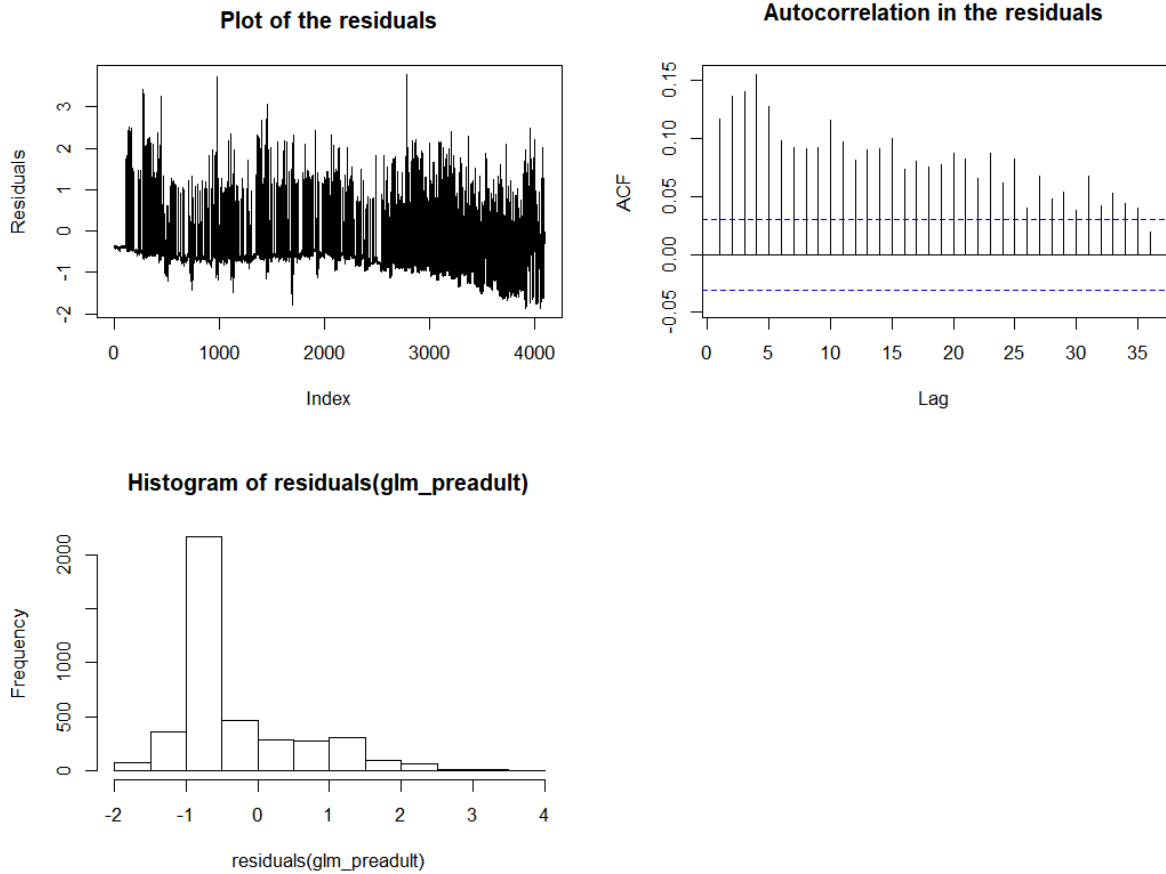 Plot of the residuals
Residuals
3
2
1
0
-1
-2
0 1000 2000 3000 4000
Index
Autocorrelation in the residuals
ACF
0.15
0.10
0.05
0.00
-0.05
0 5 10 15 20 25 30 35
Lag
Histogram of residuals(glm_preadult)
Frequency
2000
1000
500
0
-2 -1 0 1 2 3 4
residuals(glm_preadult)